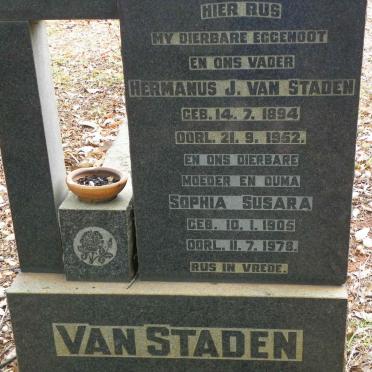 HIER RUS
MY DIERBARE EGGENOOT
EN ONS VADER
HERMANUS J. VAN STADEN
GEB. 14. 7. 1894
OORL. 21. 9. 1952.
EN ONS DIERBARE
MOEDER EN OUMA
SOPHIA SUSARA
GEB. 10. 1. 1905
OORL. 11. 7. 1978.
RUS IN VREDE.
VAN STADEN